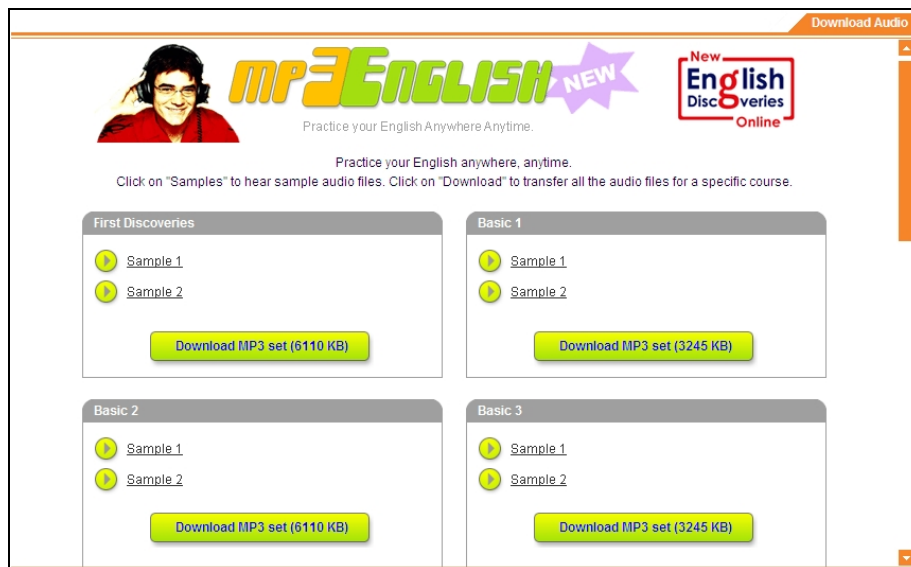 Download Audio
mp3English NEW
Practice your English Anywhere Anytime.
New
English
Discoveries
Online
Practice your English anywhere, anytime.
Click on "Samples" to hear sample audio files. Click on "Download" to transfer all the audio files for a specific course.
First Discoveries
Sample 1
Sample 2
Download MP3 set (6110 KB)
Basic 1
Sample 1
Sample 2
Download MP3 set (3245 KB)
Basic 2
Sample 1
Sample 2
Download MP3 set (6110 KB)
Basic 3
Sample 1
Sample 2
Download MP3 set (3245 KB)